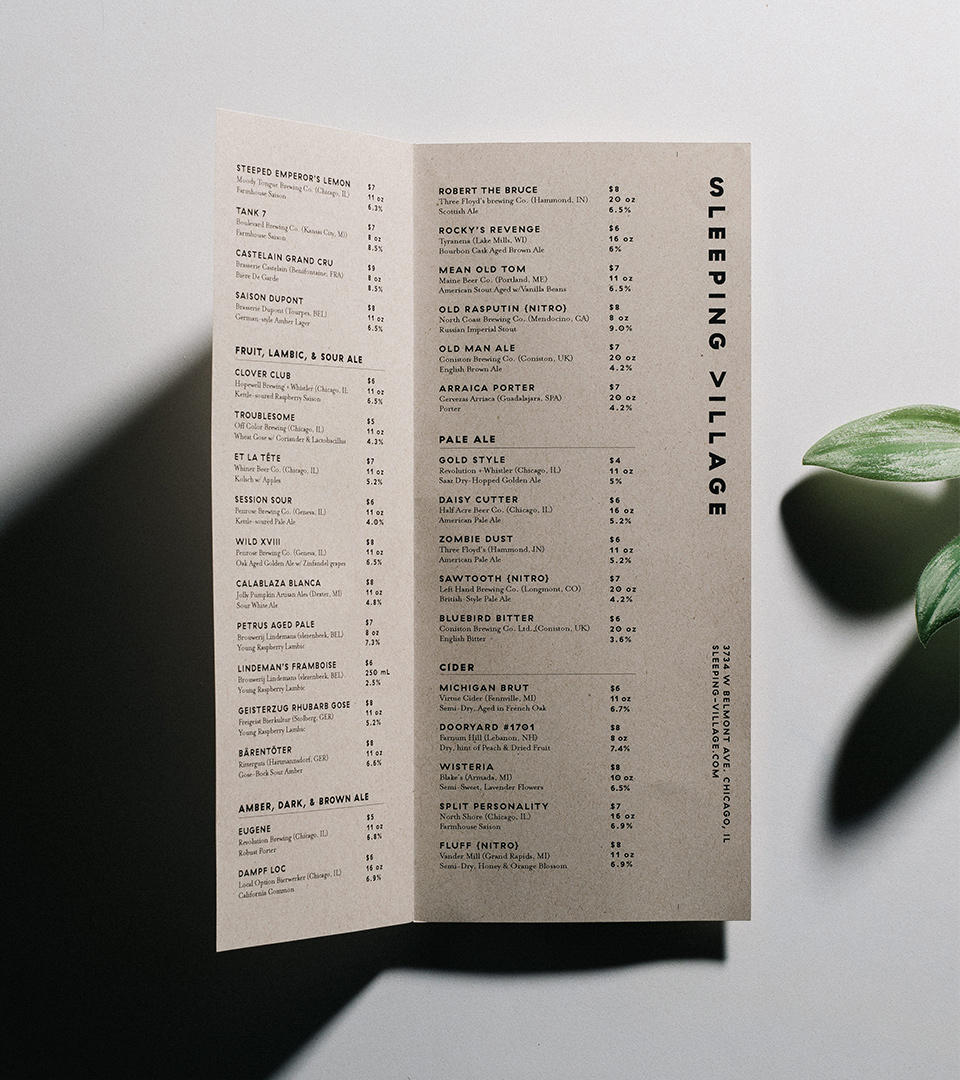 STEEPED EMPEROR'S LEMON $7
Moody Tongue Brewing Co. (Chicago, IL) 11 oz
Farmhouse Saison 6.3%
TANK 7 $7
Boulevard Brewing Co. (Kansas City, MO) 8 oz
Farmhouse Saison 8.5%
CASTELAIN GRAND CRU $9
Brasserie Castelain (Benifontaine, FRA) 8 oz
Biere De Garde 8.5%
SAISON DUPONT $8
Brasserie Dupont (Tourpes, BEL) 11 oz
German-style Amber Lager 6.5%
FRUIT, LAMBIC, & SOUR ALE
CLOVER CLUB $6
Hopewell Brewing + Whistler (Chicago, IL 11 oz
Kettle-soured Raspberry Saison 6.5%
TROUBLESOME $5
Off Color Brewing (Chicago, IL) 11 oz
Wheat Gose w/ Coriander & Lactobacillus 4.3%
ET LA TÊTE $7
Whiner Beer Co. (Chicago, IL) 11 oz
Kolsch w/ Apples 5.2%
SESSION SOUR $6
Penrose Brewing Co. (Geneva, IL) 11 oz
Kettle-soured Pale Ale 4.0%
WILD XVIII $8
Penrose Brewing Co. (Geneva, IL) 11 oz
Oak Aged Golden Ale w/ Zinfandel grapes 6.5%
CALABLAZA BLANCA $8
Jolly Pumpkin Artisan Ales (Dexter, MI) 11 oz
Sour White Ale 4.8%
PETRUS AGED PALE $7
Brouwerij Lindemans (vlezenbeek, BEL) 8 oz
Young Raspberry Lambic 7.3%
LINDEMAN'S FRAMBOISE $6
Brouwerij Lindemans (vlezenbeek, BEL) 250 mL
Young Raspberry Lambic 2.5%
GEISTERZUG RHUBARB GOSE $8
Freigeist Bierkultur (Stolberg, GER) 11 oz
Young Raspberry Lambic 5.2%
BÄRENTÖTER $8
Ritterguts (Hartmannsdorf, GER) 11 oz
Gose-Bock Sour Amber 6.6%
AMBER, DARK, & BROWN ALE
EUGENE $5
Revolution Brewing (Chicago, IL) 11 oz
Robust Porter 6.8%
DAMPF LOC $6
Local Option Bierwerker (Chicago, IL) 16 oz
California Common 6.9%
ROBERT THE BRUCE $8
Three Floyd's brewing Co. (Hammond, IN) 20 oz
Scottish Ale 6.5%
ROCKY'S REVENGE $6
Tyranena (Lake Mills, WI) 16 oz
Bourbon Cask Aged Brown Ale 6%
MEAN OLD TOM $7
Maine Beer Co. (Portland, ME) 11 oz
American Stout Aged w/Vanilla Beans 6.5%
OLD RASPUTIN {NITRO} $8
North Coast Brewing Co. (Mendocino, CA) 8 oz
Russian Imperial Stout 9.0%
OLD MAN ALE $7
Coniston Brewing Co. (Coniston, UK) 20 oz
English Brown Ale 4.2%
ARRAICA PORTER $7
Cervezas Arriaca (Guadalajara, SPA) 20 oz
Porter 4.2%
PALE ALE
GOLD STYLE $4
Revolution + Whistler (Chicago, IL) 11 oz
Saaz Dry-Hopped Golden Ale 5%
DAISY CUTTER $6
Half Acre Beer Co. (Chicago, IL) 16 oz
American Pale Ale 5.2%
ZOMBIE DUST $6
Three Floyd's (Hammond, IN) 11 oz
American Pale Ale 5.2%
SAWTOOTH {NITRO} $7
Left Hand Brewing Co. (Longmont, CO) 20 oz
British-Style Pale Ale 4.2%
BLUEBIRD BITTER $6
Coniston Brewing Co. Ltd. (Coniston, UK) 20 oz
English Bitter 3.6%
CIDER
MICHIGAN BRUT $6
Virtue Cider (Fennville, MI) 11 oz
Semi-Dry, Aged in French Oak 6.7%
DOORYARD #1701 $8
Farnum Hill (Lebanon, NH) 8 oz
Dry, hint of Peach & Dried Fruit 7.4%
WISTERIA $8
Blake's (Armada, MI) 10 oz
Semi-Sweet, Lavender Flowers 6.5%
SPLIT PERSONALITY $7
North Shore (Chicago, IL) 16 oz
Farmhouse Saison 6.9%
FLUFF {NITRO} $8
Vander Mill (Grand Rapids, MI) 11 oz
Semi-Dry, Honey & Orange Blossom 6.9%
SLEEPING VILLAGE
3734 W BELMONT AVE. CHICAGO, IL
SLEEPING-VILLAGE.COM